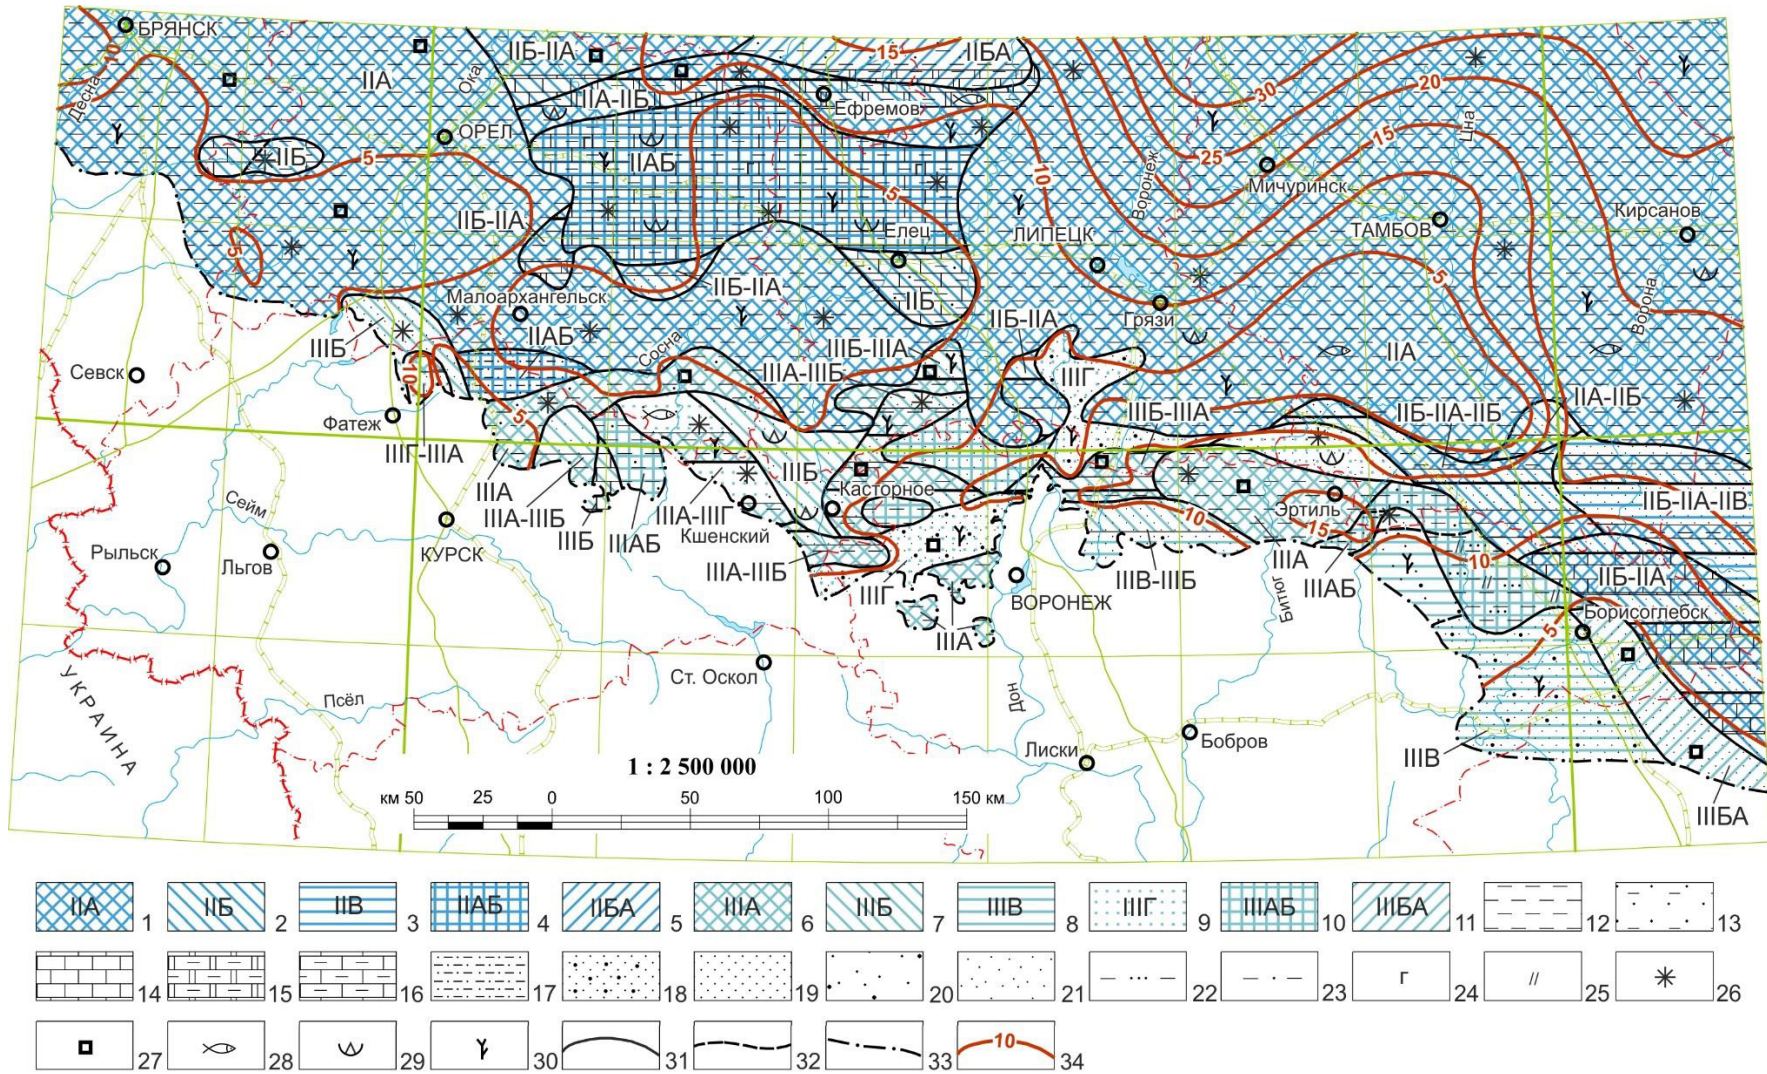 БРЯНСК
10
IIA
Десна
Ока
IIБ-IIА
15
IIБА
IIА-IIБ
Ефремов
30
20
25
15
Цна
ОРЕЛ
IIБ
5
IIАБ
г
г
10
Воронеж
Мичуринск
5
IIБ-IIА
Елец
ЛИПЕЦК
ТАМБОВ
Кирсанов
5
Малоархангельск
IIБ-IIА
IIБ
5
IIБ-IIА
Грязи
Ворона
IIIБ
IIАБ
Сосна
IIIБ-IIIА
IIIА-IIIБ
IIА
Севск
10
IIIГ
IIIБ-IIIА
IIБ-IIА-IIБ
IIА-IIБ
Фатеж
5
IIIГ-IIIА
IIIА
IIIА-IIIБ
IIIБ
IIIАБ
IIIА-IIIГ
Кшенский
IIIБ
Касторное
10
Эртиль
15
IIБ-IIА-IIВ
Сейм
КУРСК
Рыльск
Льгов
IIIА-IIIБ
IIIГ
IIIА
ВОРОНЕЖ
IIIВ-IIIБ
IIIА
IIIАБ
10
IIБ-IIА
Битюг
Борисоглебск
5
УКРАИНА
Псёл
Ст. Оскол
Дон
Лиски
Бобров
IIIВ
IIIБА
1 : 2 500 000
км 50 25 0 50 100 150 км
IIА 1 IIБ 2 IIВ 3 IIАБ 4 IIБА 5 IIIА 6 IIIБ 7 IIIВ 8 IIIГ 9 IIIАБ 10 IIIБА 11 12 13
14 15 16 17 18 19 20 21 22 23 г 24 25 26
27 28 29 30 31 32 33 10 34